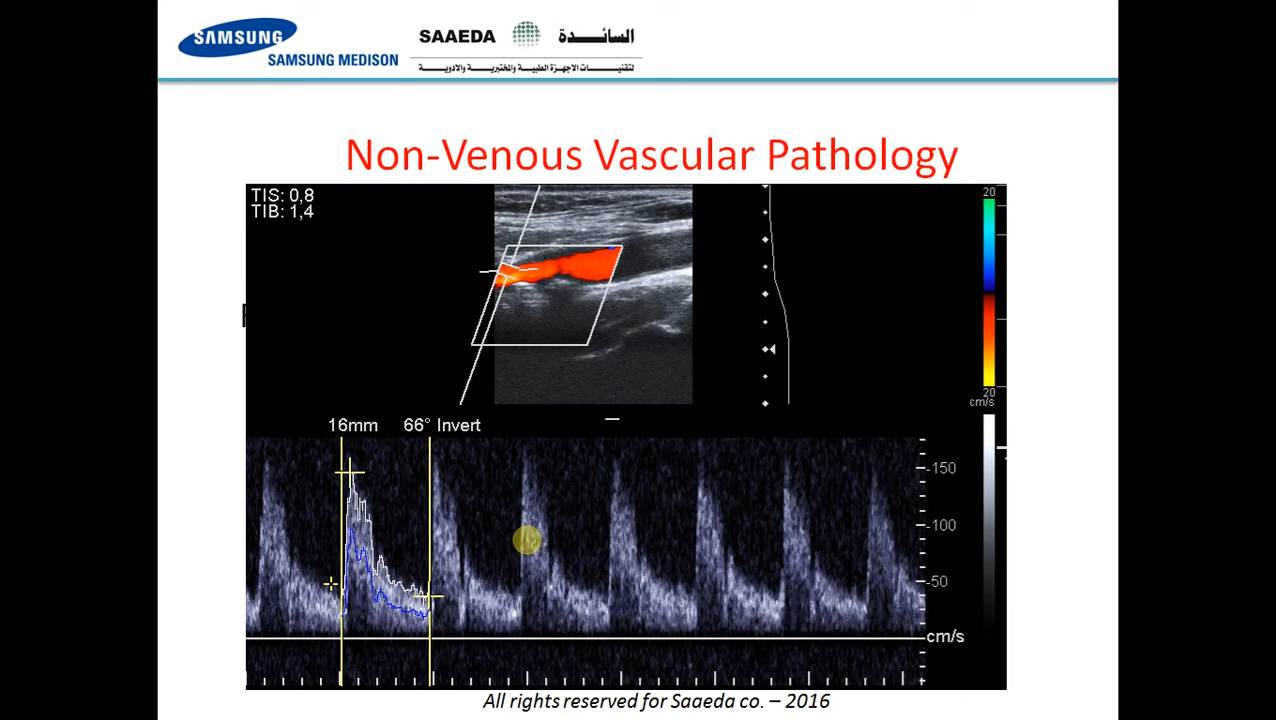 SAMSUNG
SAMSUNG MEDISON
SAAEDA السائدة
لتقنيات الاجهزة الطبية والمختبرية والادوية
Non-Venous Vascular Pathology
TIS: 0,8
TIB: 1,4
20
20
cm/s
16mm 66° Invert
-150
-100
-50
cm/s
All rights reserved for Saaeda co. – 2016